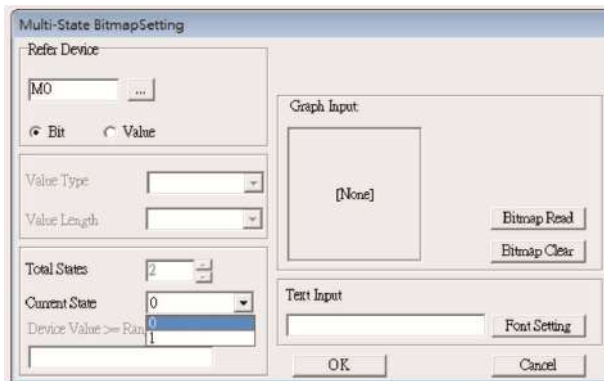 Multi-State BitmapSetting
Refer Device
M0
...
Bit
Value
Value Type
Value Length
Total States
2
Current State
0
0
1
Device Value >= Ran
Graph Input
[None]
Bitmap Read
Bitmap Clear
Text Input
Font Setting
OK
Cancel